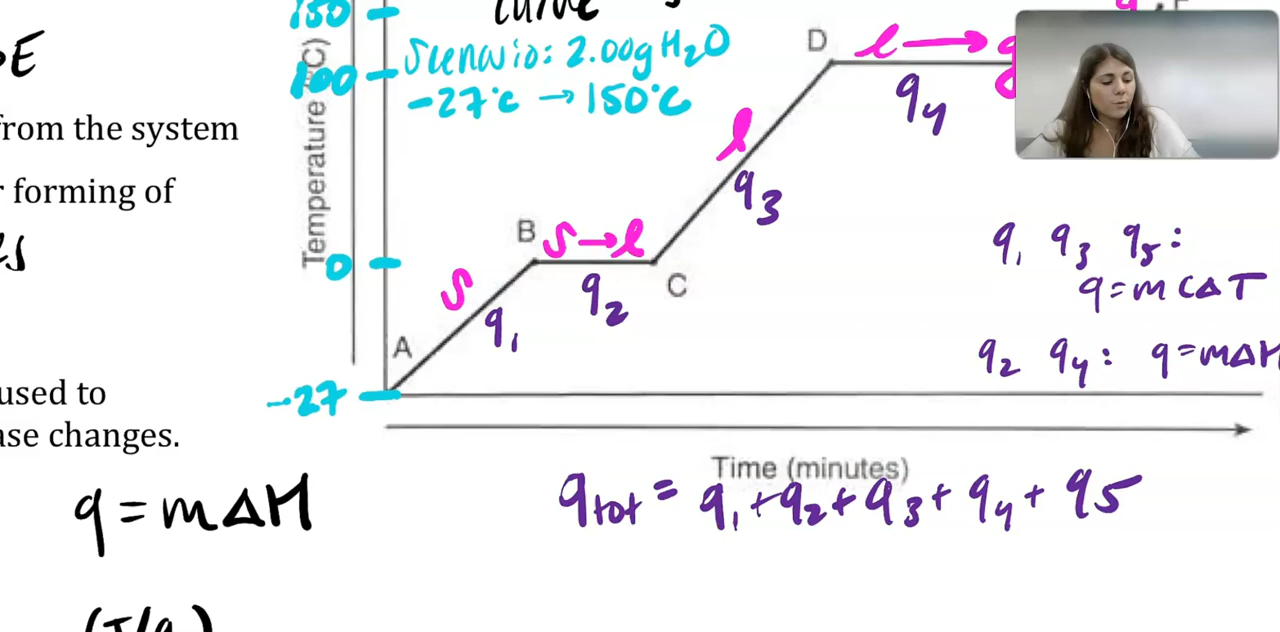 150
Scenario: 2.00g H2O
-27°C → 150°C
100
0
-27
Temperature (°C)
from the system
forming of
used to
ase changes.
q = mΔH
(J/g)
A
B
C
D
s
q1
s→l
q2
l
q3
l →
q4
q1 q3 q5:
q=mCΔT
q2 q4: q=mΔH
Time (minutes)
qtot = q1+q2+q3+q4+q5